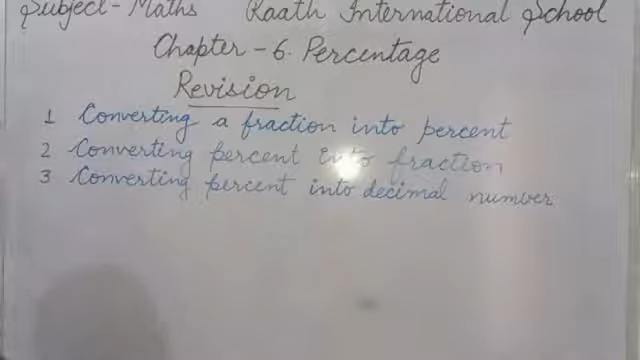 Subject - Maths Raath International School
Chapter - 6. Percentage
Revision
1 Converting a fraction into percent
2 Converting percent into fraction
3 Converting percent into decimal number